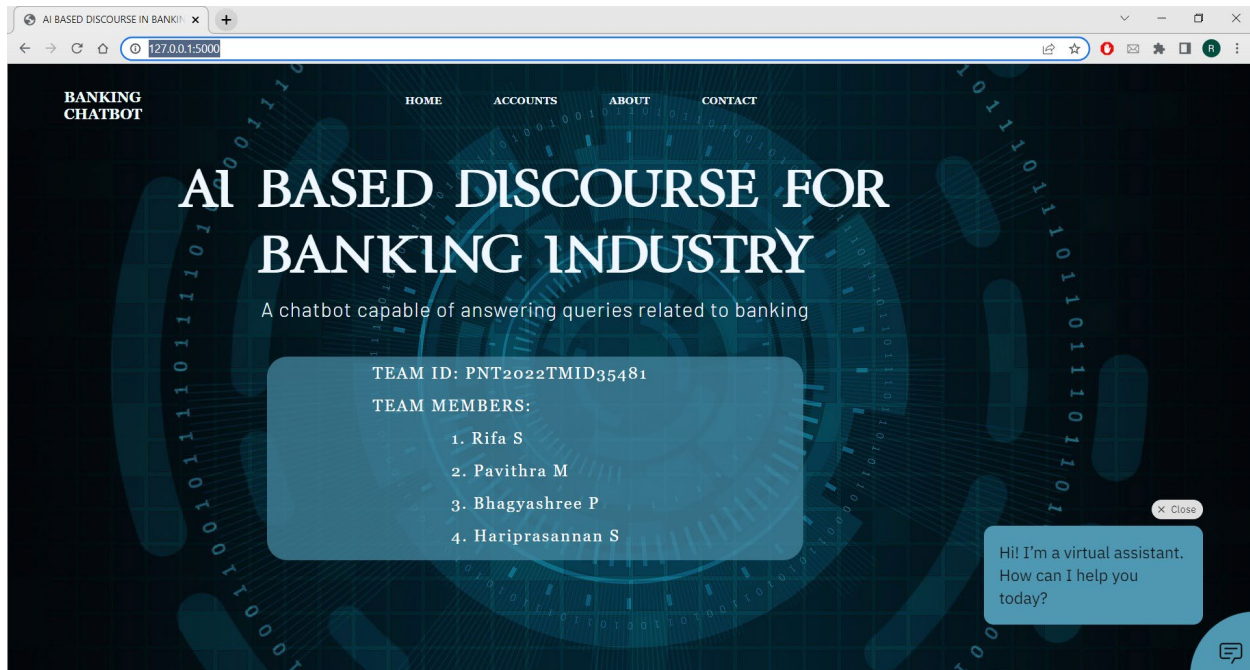 AI BASED DISCOURSE IN BANKIN
127.0.0.1:5000
R
BANKING
CHATBOT
HOME ACCOUNTS ABOUT CONTACT
AI BASED DISCOURSE FOR
BANKING INDUSTRY
A chatbot capable of answering queries related to banking
TEAM ID: PNT2022TMID35481
TEAM MEMBERS:
1. Rifa S
2. Pavithra M
3. Bhagyashree P
4. Hariprasannan S
× Close
Hi! I'm a virtual assistant.
How can I help you
today?